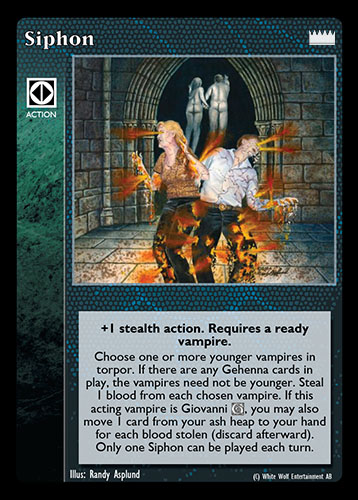 Siphon
ACTION
+1 stealth action. Requires a ready
vampire.
Choose one or more younger vampires in
torpor. If there are any Gehenna cards in
play, the vampires need not be younger. Steal
1 blood from each chosen vampire. If this
acting vampire is Giovanni , you may also
move 1 card from your ash heap to your hand
for each blood stolen (discard afterward).
Only one Siphon can be played each turn.
Illus: Randy Asplund
(C) White Wolf Entertainment AB